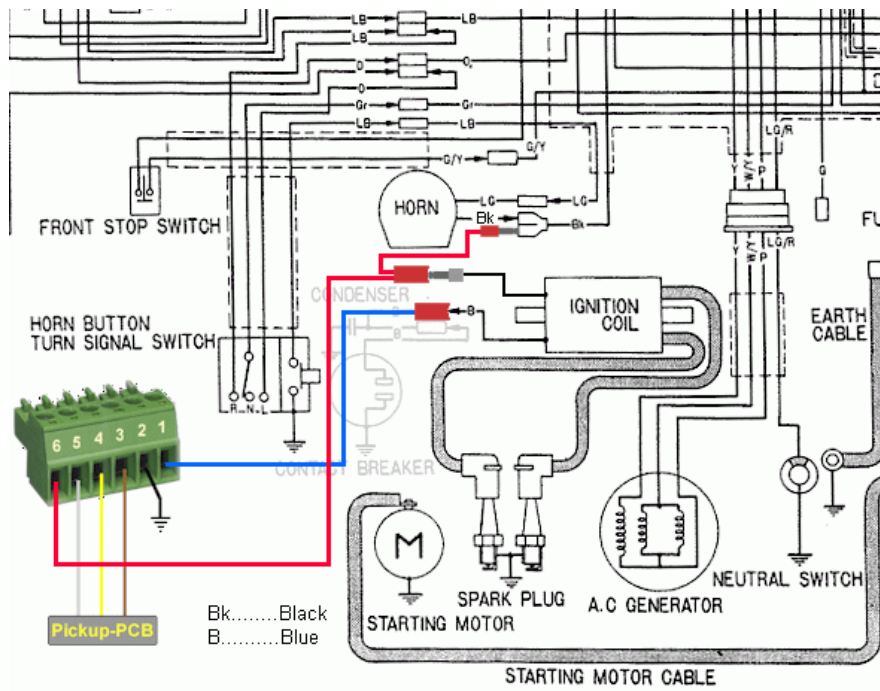 LB
LB
LB
LB
O
O
O
Gr
Gr
LB
LB
G/Y
G/Y
Y
W/Y
P
LG/R
G
FRONT STOP SWITCH
HORN
LG
LG
Bk
Bk
Y
W/Y
P
LG/R
FU
CONDENSER
IGNITION
COIL
EARTH
CABLE
HORN BUTTON
TURN SIGNAL SWITCH
B
B
B
R
N
L
6 5 4 3 2 1
CONTACT BREAKER
M
NEUTRAL SWITCH
SPARK PLUG
A.C GENERATOR
STARTING MOTOR
Pickup-PCB
Bk........Black
B..........Blue
STARTING MOTOR CABLE